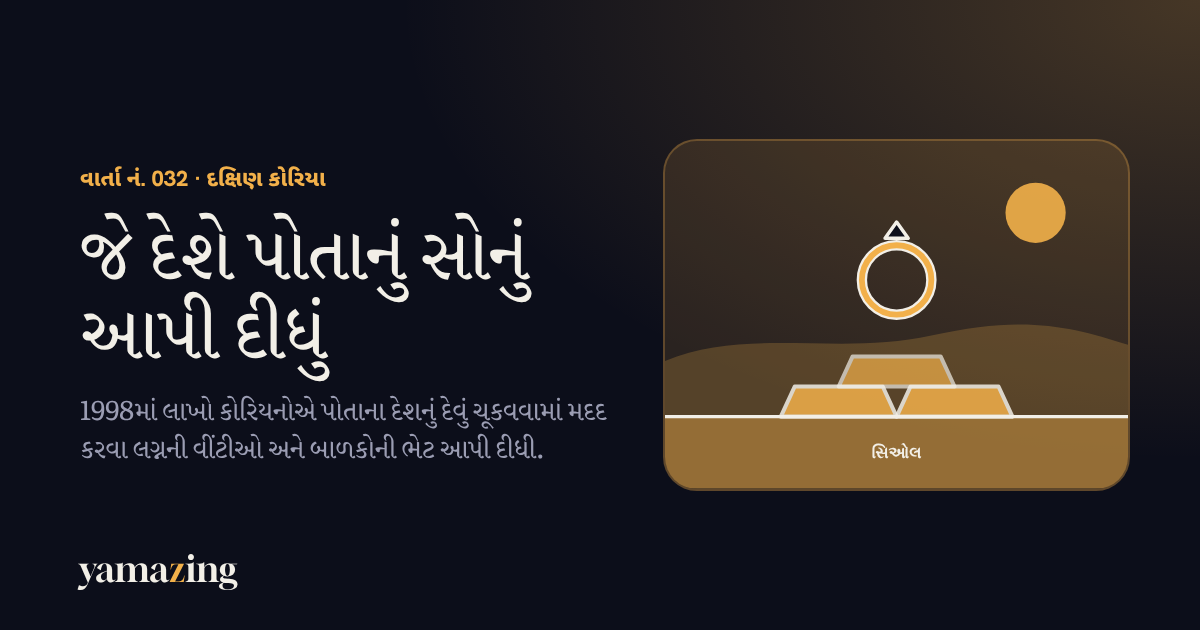 વાર્તા નં. 032 · દક્ષિણ કોરિયા
જે દેશે પોતાનું સોનું
આપી દીધું
1998માં લાખો કોરિયનોએ પોતાના દેશનું દેવું ચૂકવવામાં મદદ
કરવા લગ્નની વીંટીઓ અને બાળકોની ભેટ આપી દીધી.
સિઓલ
yamazing